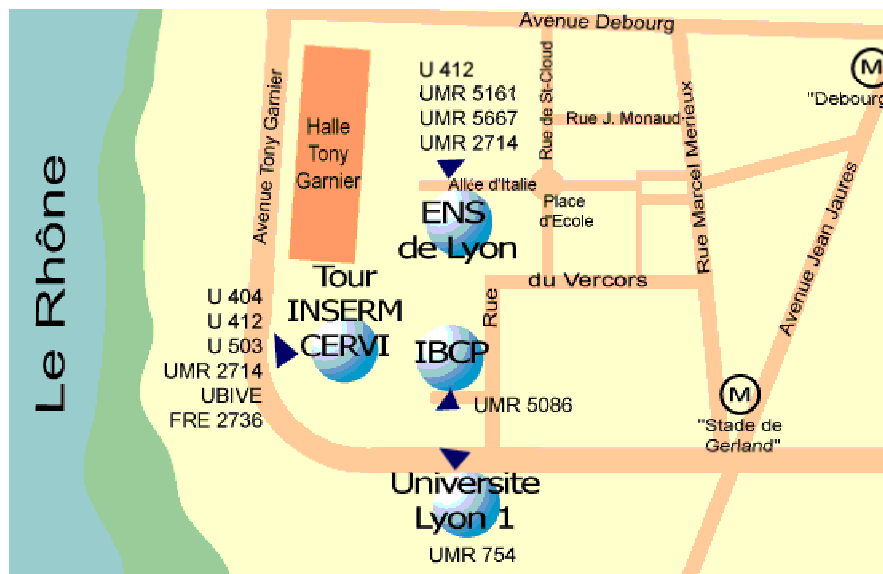 Avenue Debourg
M
"Debourg
U 412
UMR 5161
UMR 5667
UMR 2714
Rue de St-Cloud
Rue J. Monaud
Halle
Tony
Garnier
Avenue Tony Garnier
Allée d'Italie
Place
d'Ecole
ENS
de Lyon
Rue Marcel Merieux
Avenue Jean Jaures
Le Rhône
Tour
INSERM
CERVI
U 404
U 412
U 503
UMR 2714
UBIVE
FRE 2736
Rue
du Vercors
IBCP
UMR 5086
M
"Stade de
Gerland"
Universite
Lyon 1
UMR 754